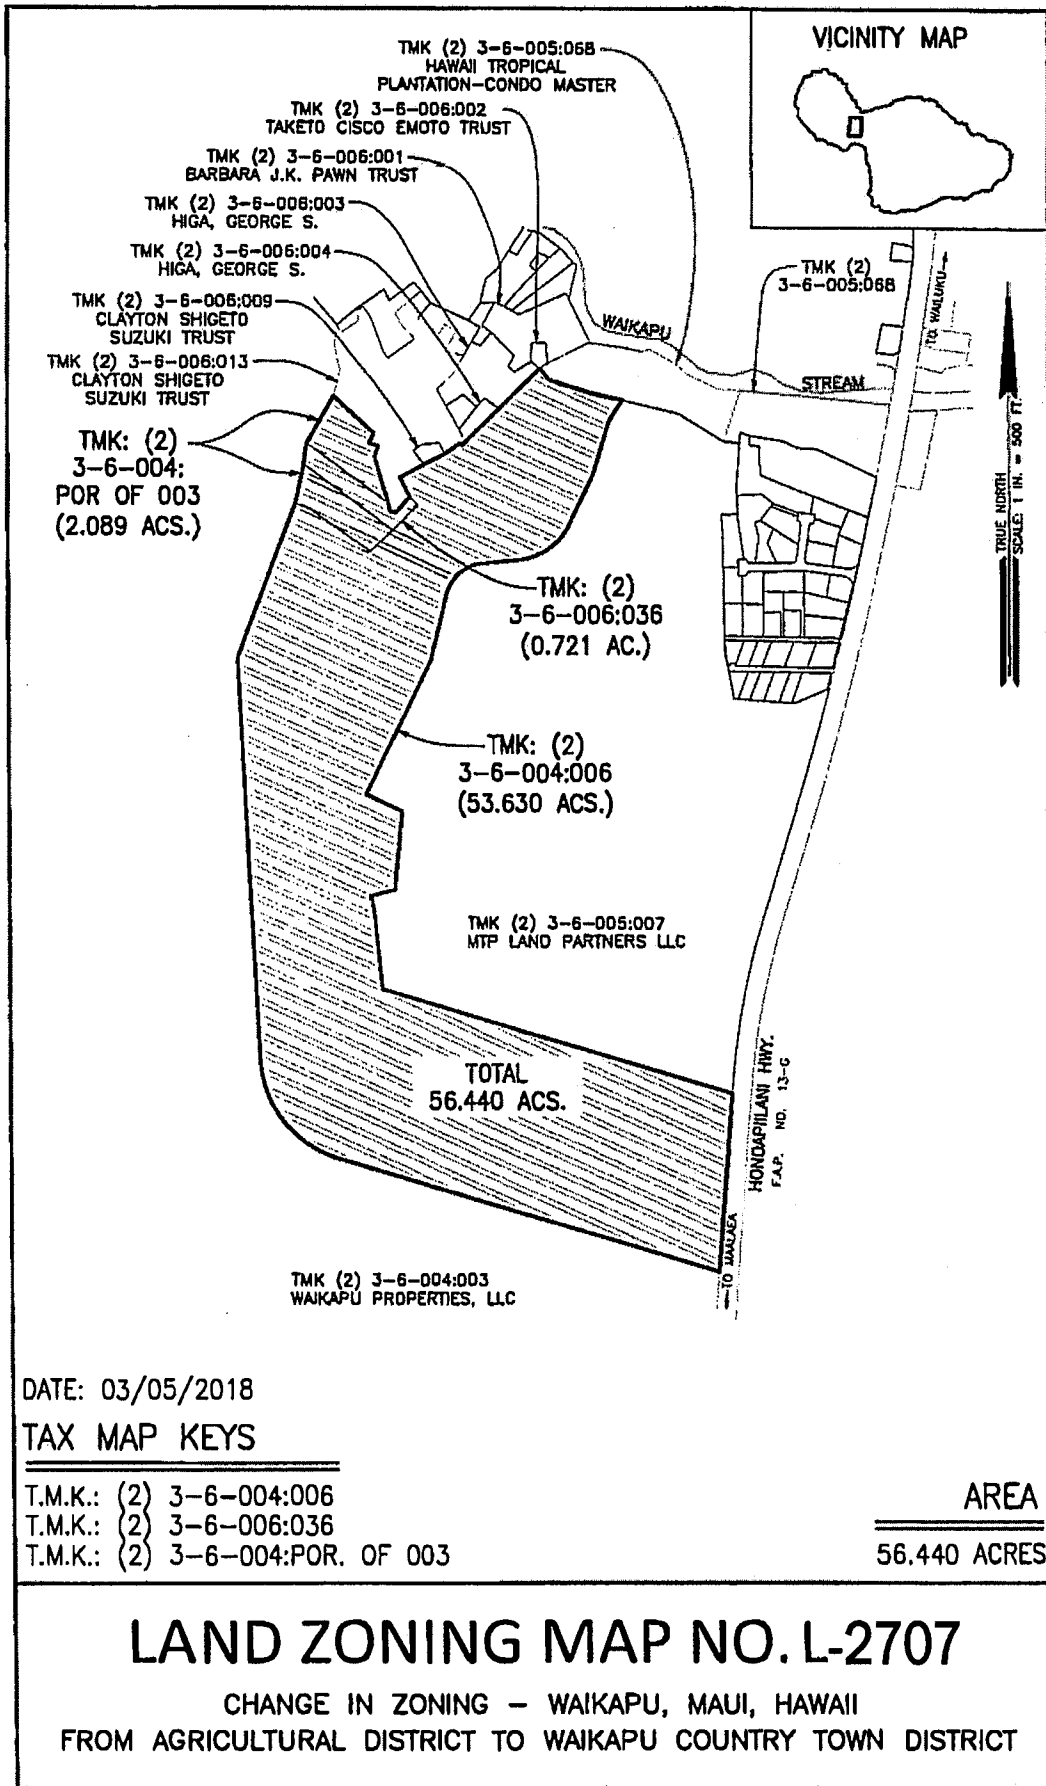 VICINITY MAP
TMK (2) 3-6-005:068
HAWAII TROPICAL
PLANTATION-CONDO MASTER
TMK (2) 3-6-006:002
TAKETO CISCO EMOTO TRUST
TMK (2) 3-6-006:001
BARBARA J.K. PAWN TRUST
TMK (2) 3-6-006:003
HIGA, GEORGE S.
TMK (2) 3-6-006:004
HIGA, GEORGE S.
TMK (2) 3-6-006:009
CLAYTON SHIGETO
SUZUKI TRUST
TMK (2) 3-6-006:013
CLAYTON SHIGETO
SUZUKI TRUST
TMK: (2)
3-6-004:
POR OF 003
(2.089 ACS.)
TMK (2)
3-6-005:068
WAIKAPU
STREAM
TO WAILUKU
TRUE NORTH
SCALE: 1 IN. = 500 FT.
TMK: (2)
3-6-006:036
(0.721 AC.)
TMK: (2)
3-6-004:006
(53.630 ACS.)
TMK (2) 3-6-005:007
MTP LAND PARTNERS LLC
TOTAL
56.440 ACS.
HONOAPIILANI HWY.
F.A.P. NO. 13-G
TO MAALAEA
TMK (2) 3-6-004:003
WAIKAPU PROPERTIES, LLC
DATE: 03/05/2018
TAX MAP KEYS
T.M.K.: (2) 3-6-004:006
T.M.K.: (2) 3-6-006:036
T.M.K.: (2) 3-6-004:POR. OF 003
AREA
56.440 ACRES
LAND ZONING MAP NO. L-2707
CHANGE IN ZONING - WAIKAPU, MAUI, HAWAII
FROM AGRICULTURAL DISTRICT TO WAIKAPU COUNTRY TOWN DISTRICT